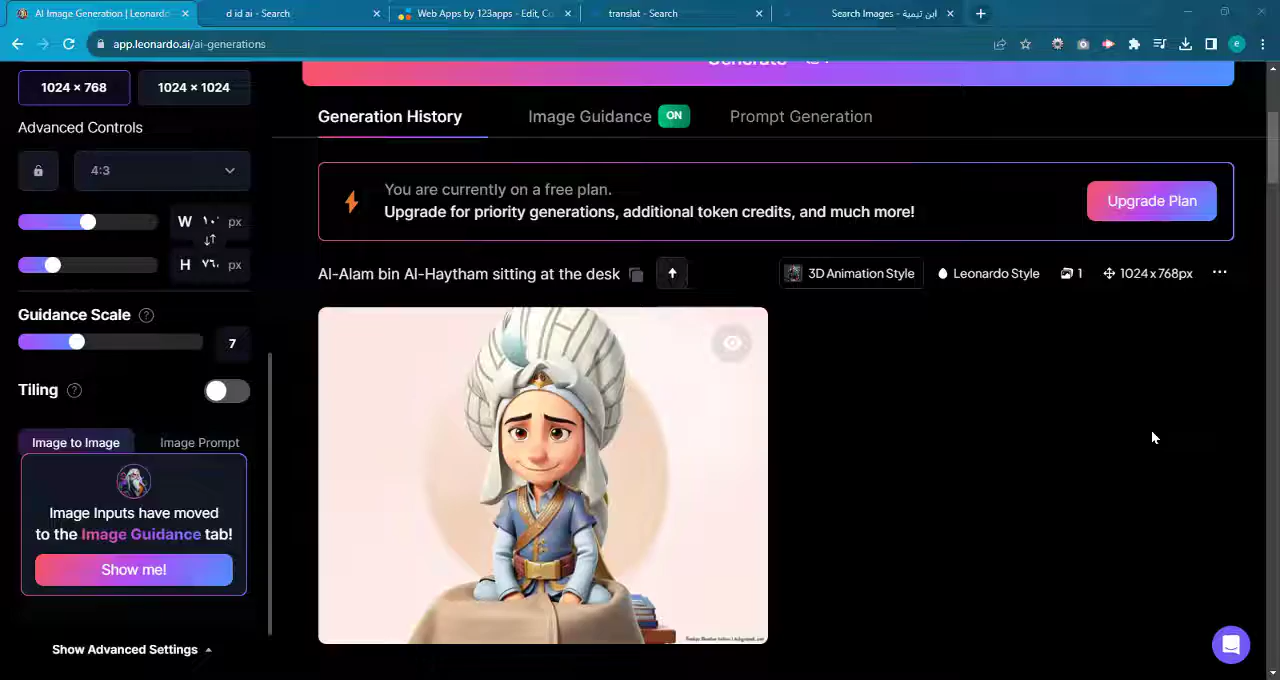 AI Image Generation | Leonardo
d id ai - Search
Web Apps by 123apps - Edit, Co
translat - Search
Search Images - ابن تيمية
app.leonardo.ai/ai-generations
e
1024 × 768
1024 × 1024
Advanced Controls
4:3
W ١٠٢ px
H ٧٦٠ px
Guidance Scale ?
7
Tiling ?
Image to Image
Image Prompt
Image Inputs have moved
to the Image Guidance tab!
Show me!
Show Advanced Settings
Generate
Generation History
Image Guidance ON
Prompt Generation
You are currently on a free plan.
Upgrade for priority generations, additional token credits, and much more!
Upgrade Plan
Al-Alam bin Al-Haytham sitting at the desk
3D Animation Style
Leonardo Style
1
1024 x 768px